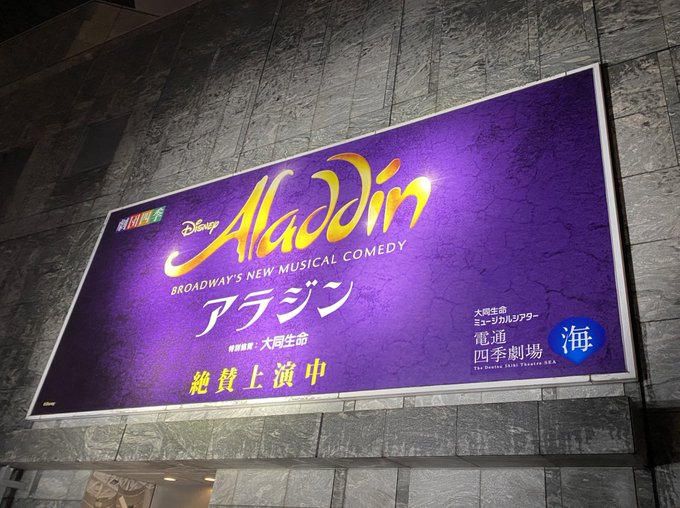 劇団四季
DISNEY
Aladdin
BROADWAY'S NEW MUSICAL COMEDY
アラジン
特別協賛：大同生命
絶賛上演中
大同生命
ミュージカルシアター
電通
四季劇場
海
The Dentsu Shiki Theatre SEA
©Disney